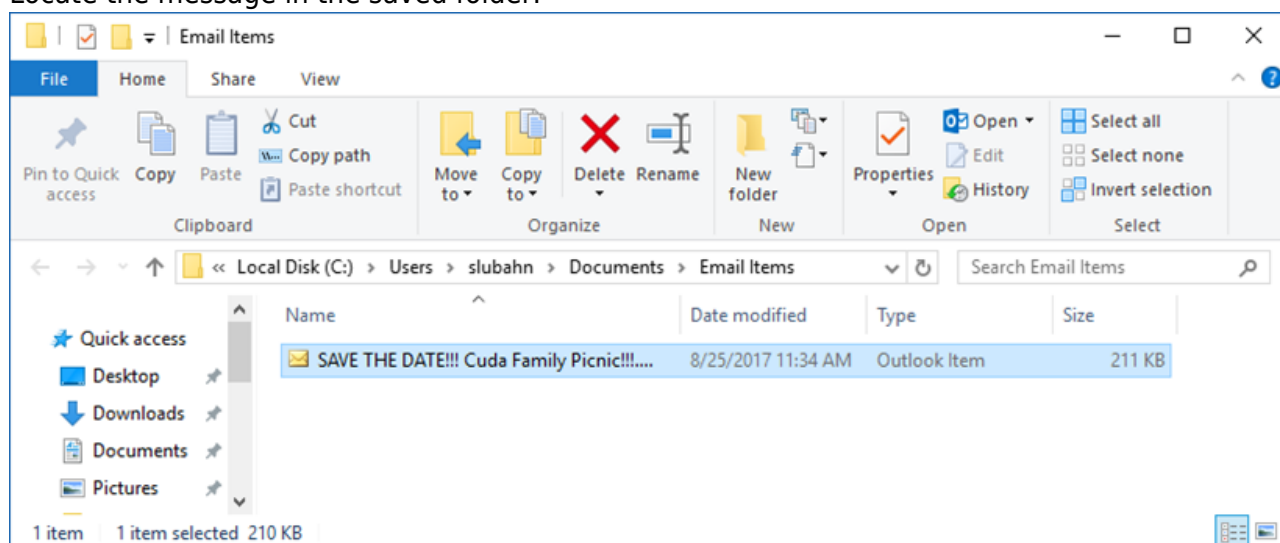 Locate the message in the saved folder.
Email Items
File Home Share View
Pin to Quick access
Copy
Paste
Cut
Copy path
Paste shortcut
Move to
Copy to
Delete
Rename
New folder
Properties
Open
Edit
History
Select all
Select none
Invert selection
Clipboard Organize New Open Select
« Local Disk (C:) > Users > slubahn > Documents > Email Items
Search Email Items
Name Date modified Type Size
Quick access
Desktop
Downloads
Documents
Pictures
SAVE THE DATE!!! Cuda Family Picnic!!!.... 8/25/2017 11:34 AM Outlook Item 211 KB
1 item 1 item selected 210 KB